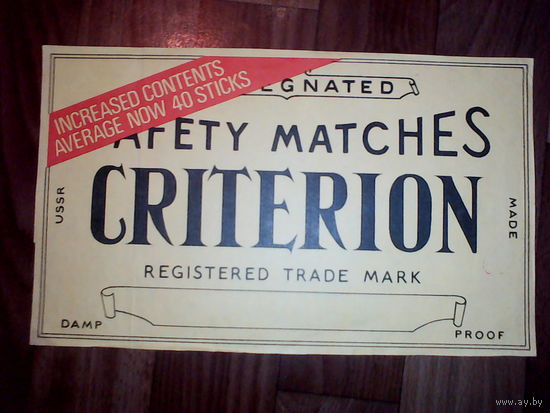 INCREASED CONTENTS
AVERAGE NOW 40 STICKS
EGNATED
AFETY MATCHES
CRITERION
USSR
MADE
REGISTERED TRADE MARK
DAMP
PROOF
www.ay.by